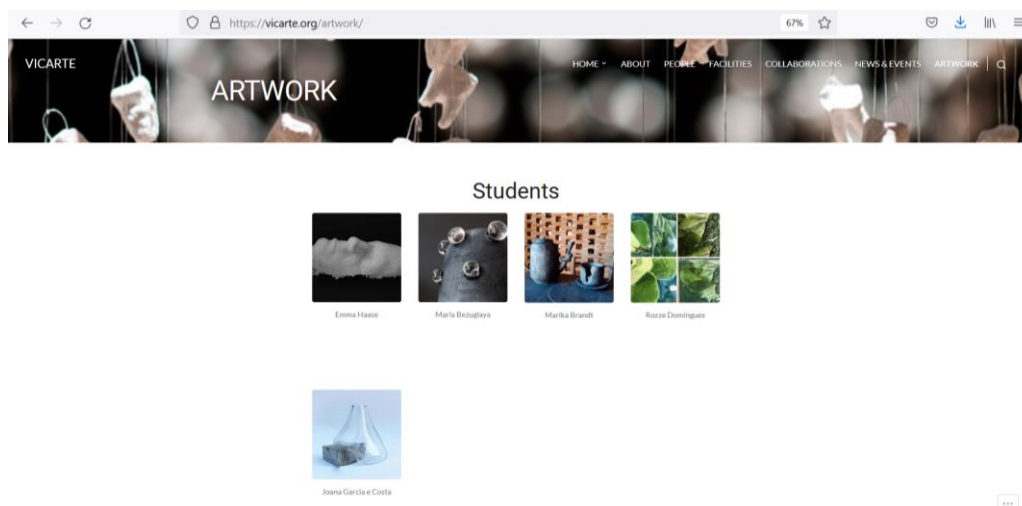 https://vicarte.org/artwork/ 67%
VICARTE HOME ABOUT PEOPLE FACILITIES COLLABORATIONS NEWS & EVENTS ARTWORK
ARTWORK
Students
Emma Haase Maria Bezuglaya Marika Brandt Rozze Domingues
Joana Garcia e Costa